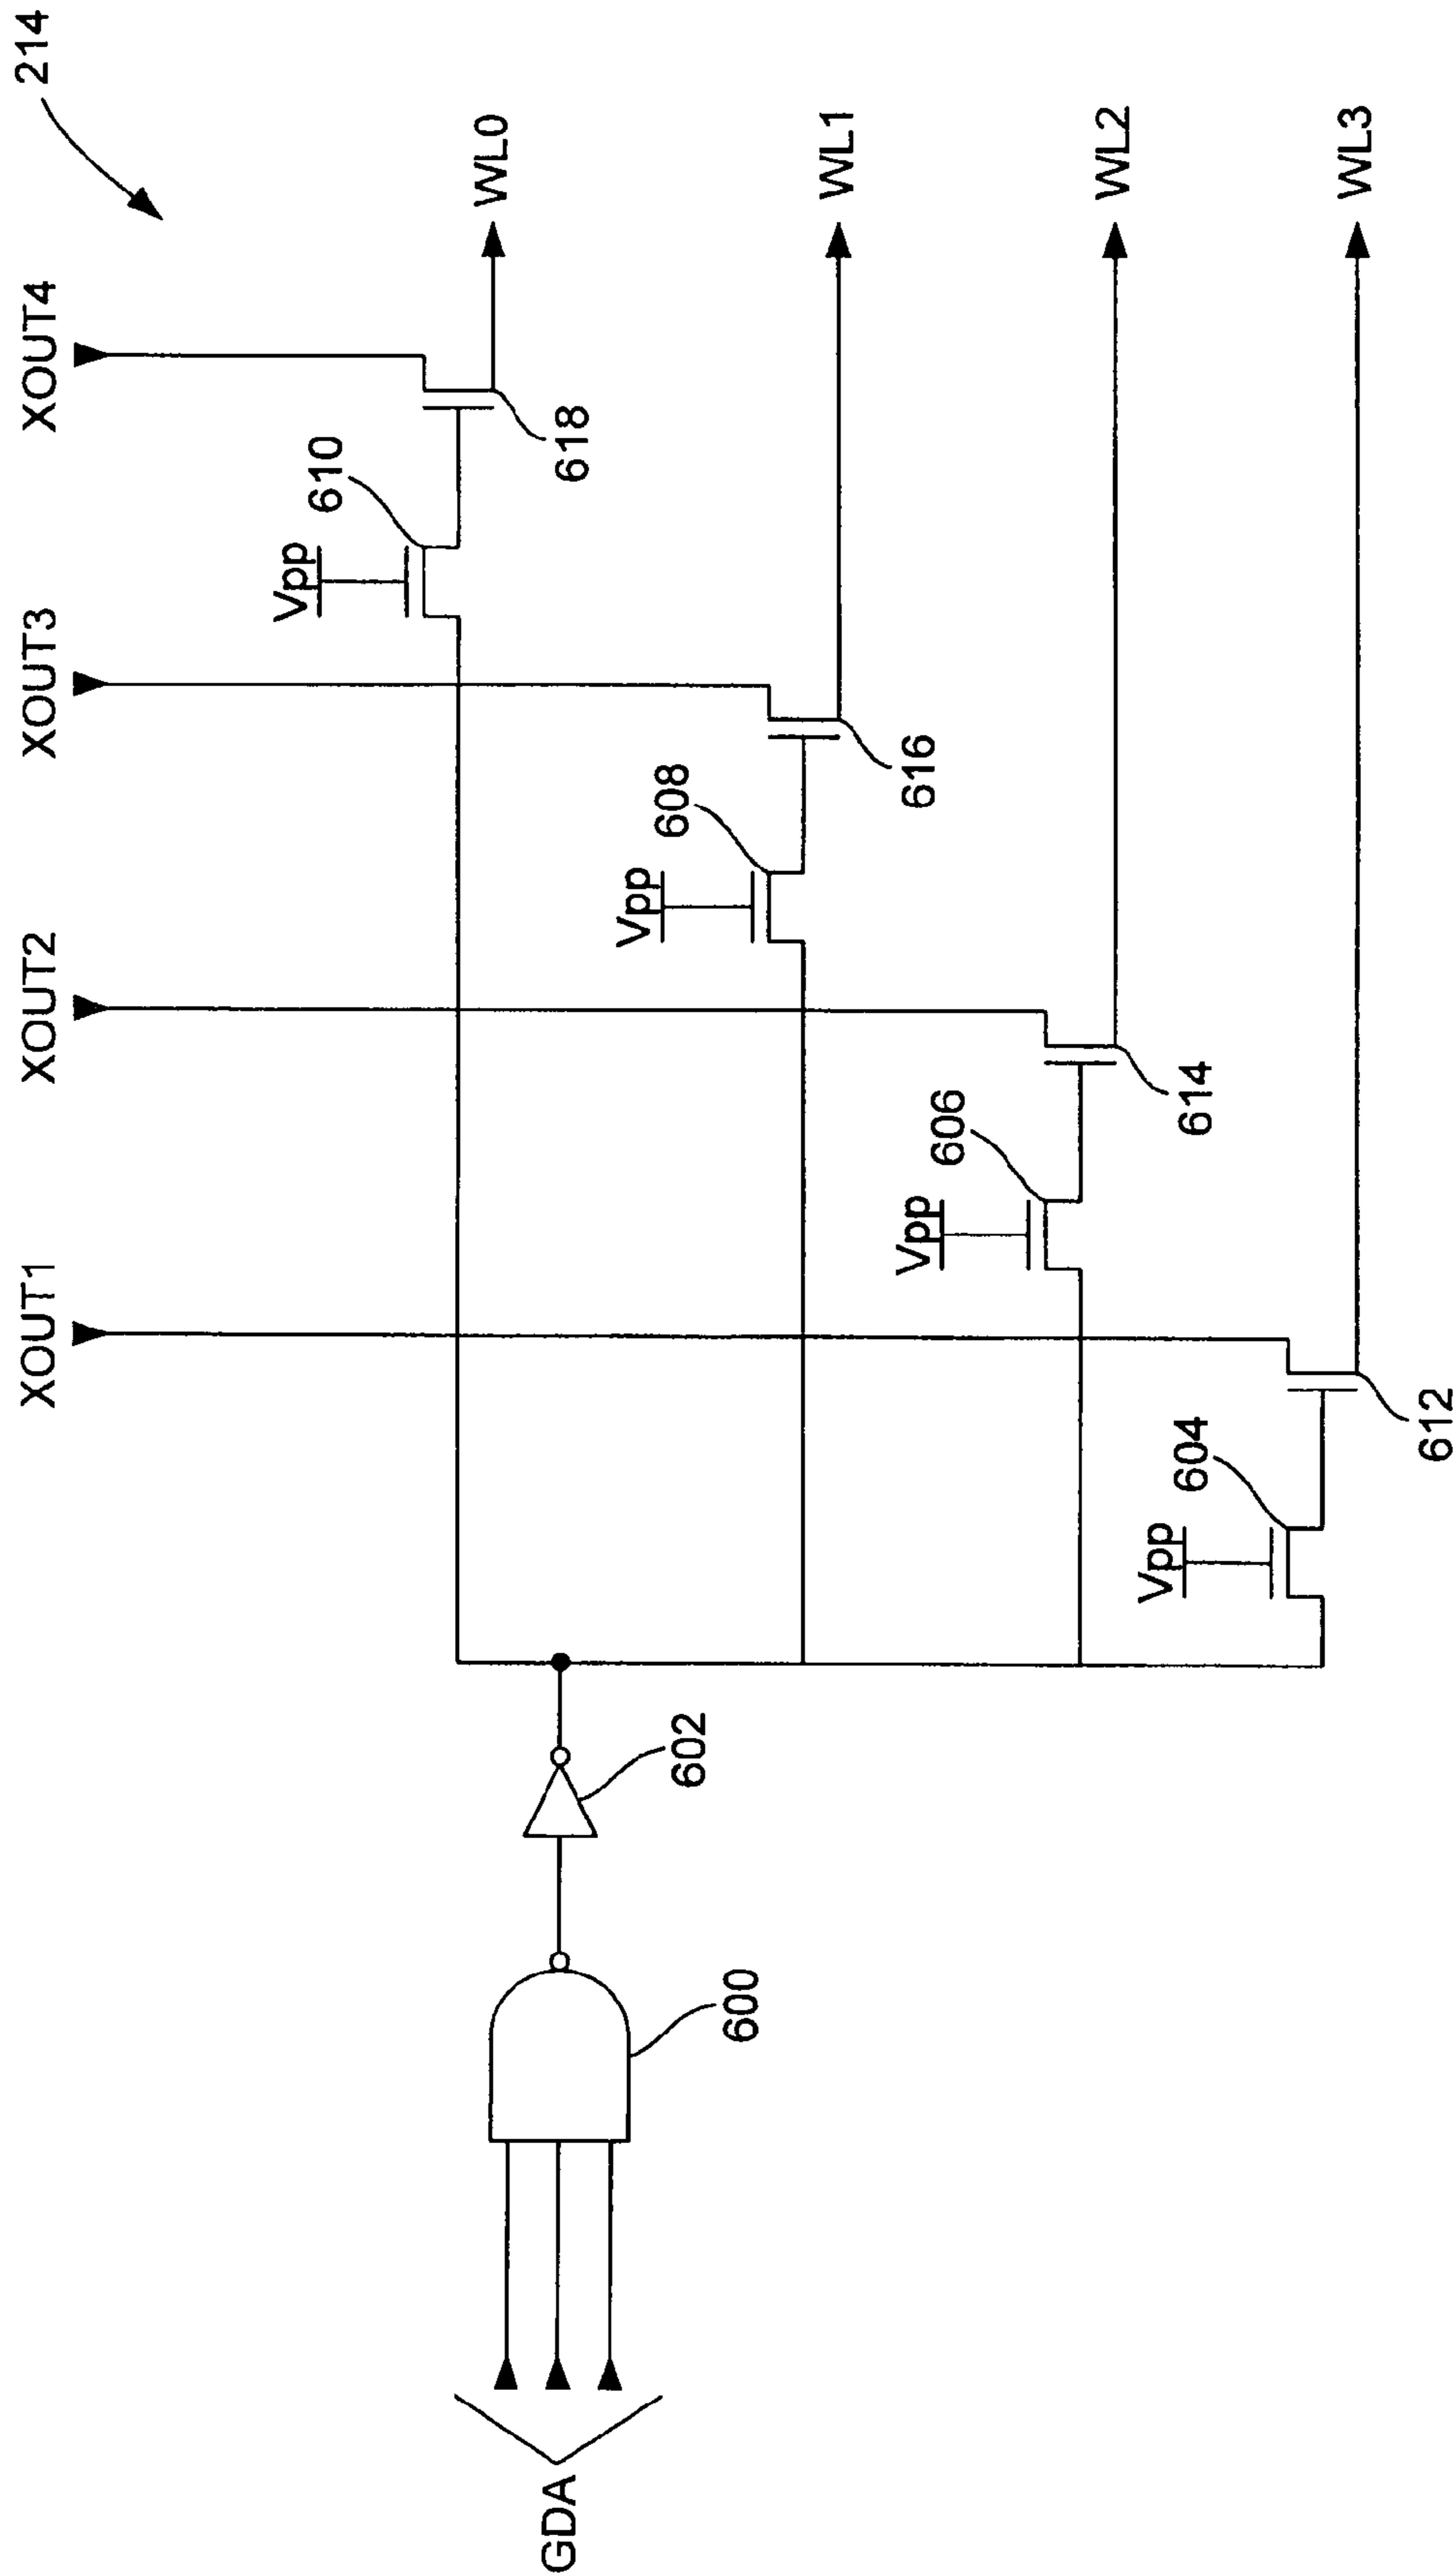 214
XOUT1
XOUT2
XOUT3
XOUT4
Vpp
610
618
WL0
Vpp
608
616
WL1
Vpp
606
614
WL2
Vpp
604
612
WL3
GDA
600
602